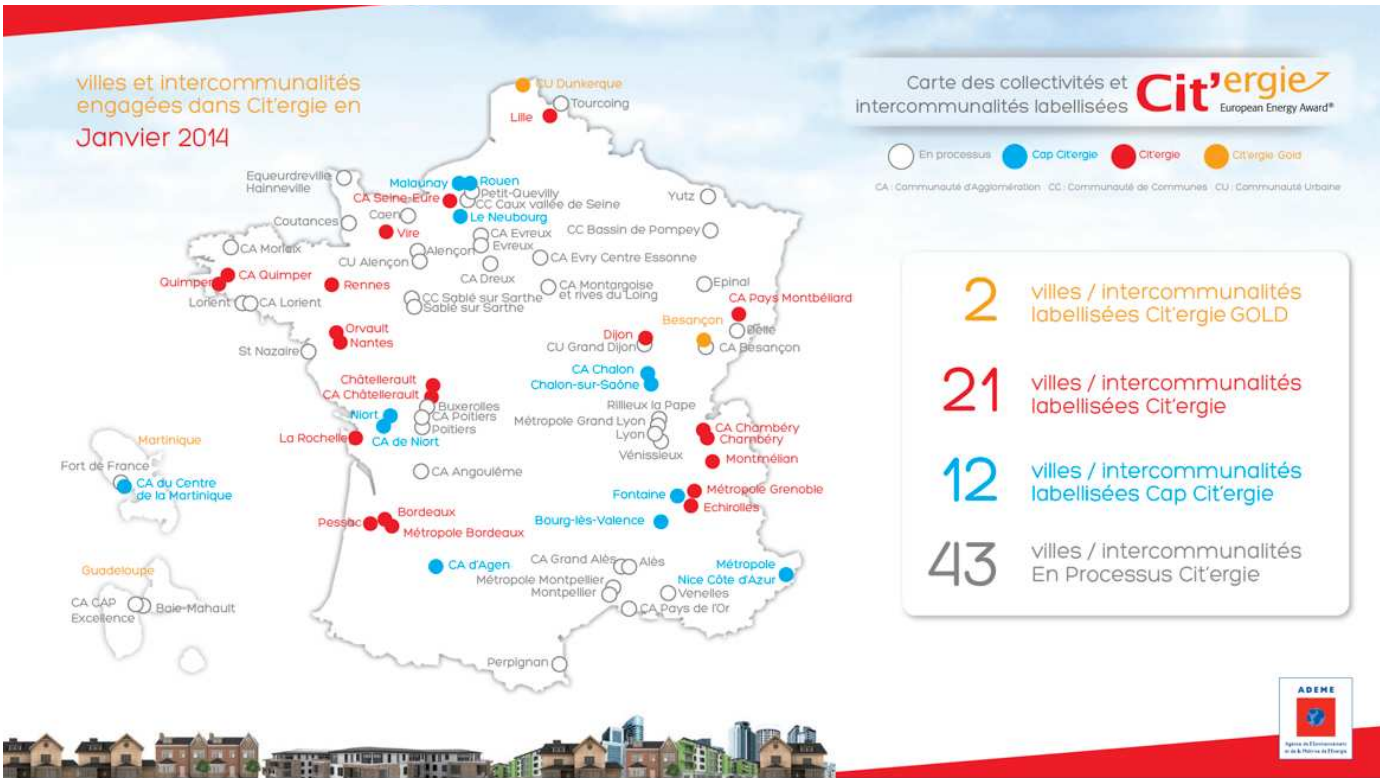 villes et intercommunalités
engagées dans Cit'ergie en
Janvier 2014
Carte des collectivités et
intercommunalités labellisées
Cit'ergie
European Energy Award®
En processus
Cap Cit'ergie
Cit'ergie
Cit'ergie Gold
CA : Communauté d'Agglomération CC : Communauté de Communes CU : Communauté Urbaine
CU Dunkerque
Tourcoing
Lille
Equeurdreville
Hainneville
Malaunay
Rouen
Petit-Quevilly
CA Seine-Eure
CC Caux vallée de Seine
Yutz
Caen
Le Neubourg
Coutances
Vire
CA Evreux
CC Bassin de Pompey
Evreux
CA Morlaix
Alençon
CU Alençon
CA Evry Centre Essonne
CA Dreux
CA Quimper
Quimper
Rennes
CA Montargoise
et rives du Loing
Epinal
Lorient
CA Lorient
CC Sablé sur Sarthe
Sablé sur Sarthe
CA Pays Montbéliard
Besançon
Delle
Orvault
Nantes
Dijon
CU Grand Dijon
CA Besançon
St Nazaire
CA Chalon
Chalon-sur-Saône
Châtellerault
CA Châtellerault
Buxerolles
CA Poitiers
Poitiers
Niort
CA de Niort
La Rochelle
Rillieux la Pape
Métropole Grand Lyon
Lyon
Vénissieux
CA Chambéry
Chambéry
Montmélian
Martinique
Fort de France
CA du Centre
de la Martinique
CA Angoulême
Fontaine
Métropole Grenoble
Echirolles
Bourg-lès-Valence
Pessac
Bordeaux
Métropole Bordeaux
CA d'Agen
CA Grand Alès
Alès
Métropole
Nice Côte d'Azur
Métropole Montpellier
Montpellier
Venelles
CA Pays de l'Or
Guadeloupe
CA CAP
Excellence
Baie-Mahault
Perpignan
2 villes / intercommunalités
labellisées Cit'ergie GOLD
21 villes / intercommunalités
labellisées Cit'ergie
12 villes / intercommunalités
labellisées Cap Cit'ergie
43 villes / intercommunalités
En Processus Cit'ergie
ADEME
Agence de l'Environnement
et de la Maîtrise de l'Energie